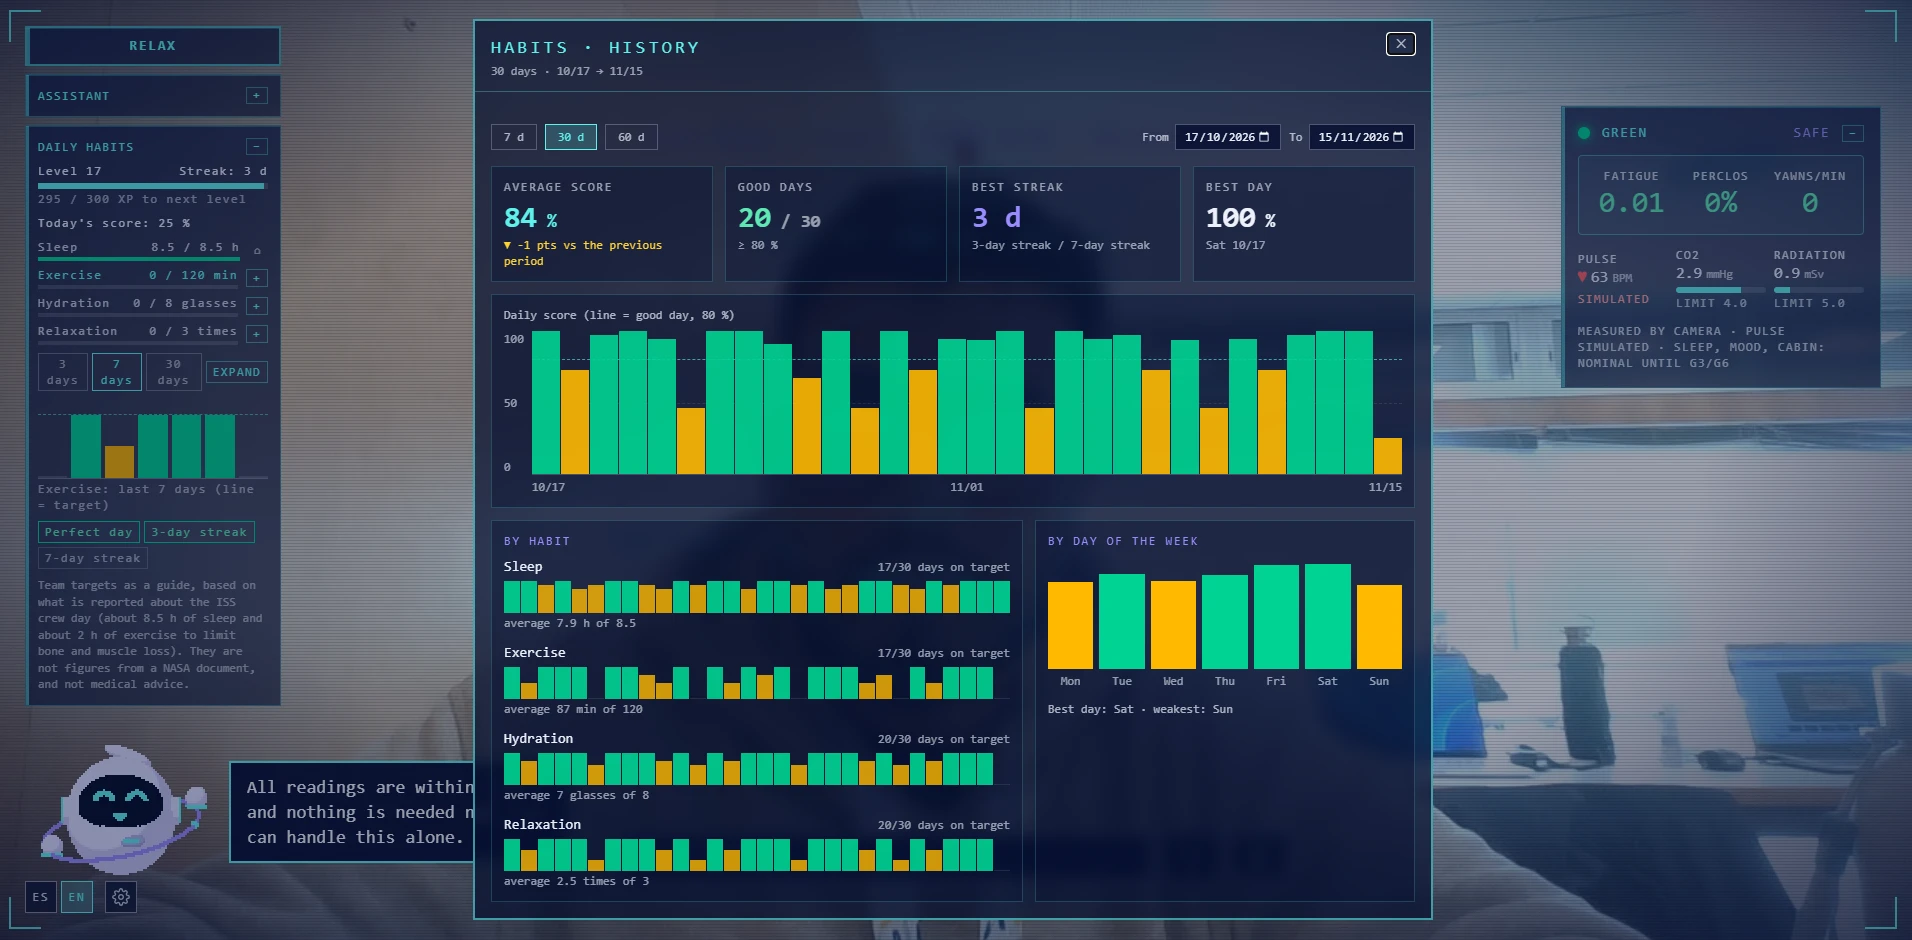 RELAX
ASSISTANT
+
DAILY HABITS
−
Level 17
Streak: 3 d
295 / 300 XP to next level
Today's score: 25 %
Sleep
8.5 / 8.5 h
Exercise
0 / 120 min
+
Hydration
0 / 8 glasses
+
Relaxation
0 / 3 times
+
3 days
7 days
30 days
EXPAND
Exercise: last 7 days (line
= target)
Perfect day
3-day streak
7-day streak
Team targets as a guide, based on
what is reported about the ISS
crew day (about 8.5 h of sleep and
about 2 h of exercise to limit
bone and muscle loss). They are
not figures from a NASA document,
and not medical advice.
All readings are within
and nothing is needed
can handle this alone.
ES
EN
HABITS · HISTORY
30 days · 10/17 → 11/15
×
7 d
30 d
60 d
From 17/10/2026 To 15/11/2026
AVERAGE SCORE
84 %
▼ -1 pts vs the previous
period
GOOD DAYS
20 / 30
≥ 80 %
BEST STREAK
3 d
3-day streak / 7-day streak
BEST DAY
100 %
Sat 10/17
Daily score (line = good day, 80 %)
100
50
0
10/17
11/01
11/15
BY HABIT
Sleep
17/30 days on target
average 7.9 h of 8.5
Exercise
17/30 days on target
average 87 min of 120
Hydration
20/30 days on target
average 7 glasses of 8
Relaxation
20/30 days on target
average 2.5 times of 3
BY DAY OF THE WEEK
Mon Tue Wed Thu Fri Sat Sun
Best day: Sat · weakest: Sun
GREEN
SAFE
−
FATIGUE
0.01
PERCLOS
0%
YAWNS/MIN
0
PULSE
♥ 63 BPM
SIMULATED
CO2
2.9 mmHg
LIMIT 4.0
RADIATION
0.9 mSv
LIMIT 5.0
MEASURED BY CAMERA · PULSE
SIMULATED · SLEEP, MOOD, CABIN:
NOMINAL UNTIL G3/G6